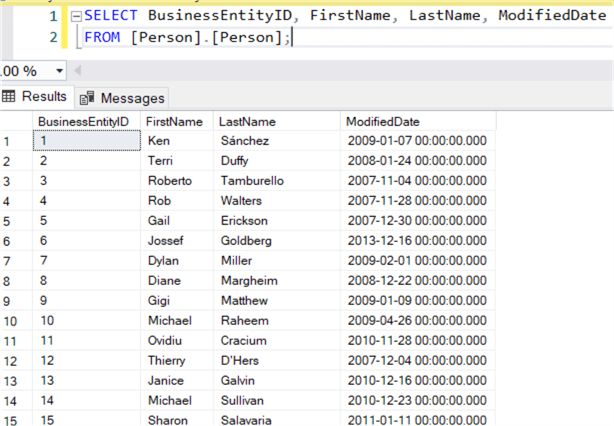 1 SELECT BusinessEntityID, FirstName, LastName, ModifiedDate
2 FROM [Person].[Person];
.00 %
Results Messages
BusinessEntityID FirstName LastName ModifiedDate
1 1 Ken Sánchez 2009-01-07 00:00:00.000
2 2 Terri Duffy 2008-01-24 00:00:00.000
3 3 Roberto Tamburello 2007-11-04 00:00:00.000
4 4 Rob Walters 2007-11-28 00:00:00.000
5 5 Gail Erickson 2007-12-30 00:00:00.000
6 6 Jossef Goldberg 2013-12-16 00:00:00.000
7 7 Dylan Miller 2009-02-01 00:00:00.000
8 8 Diane Margheim 2008-12-22 00:00:00.000
9 9 Gigi Matthew 2009-01-09 00:00:00.000
10 10 Michael Raheem 2009-04-26 00:00:00.000
11 11 Ovidiu Cracium 2010-11-28 00:00:00.000
12 12 Thierry D'Hers 2007-12-04 00:00:00.000
13 13 Janice Galvin 2010-12-16 00:00:00.000
14 14 Michael Sullivan 2010-12-23 00:00:00.000
15 15 Sharon Salavaria 2011-01-11 00:00:00.000